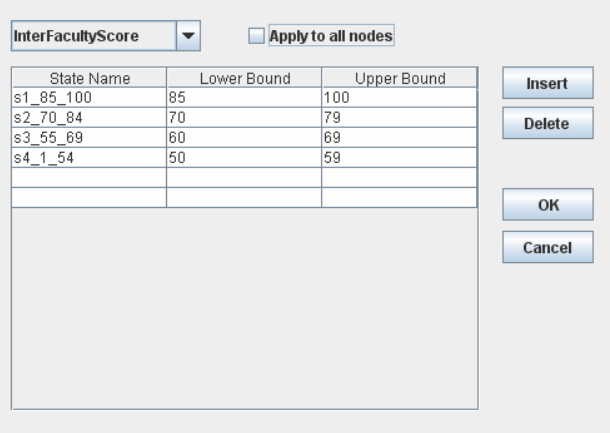 InterFacultyScore Apply to all nodes
State Name Lower Bound Upper Bound Insert
s1_85_100 85 100
s2_70_84 70 79 Delete
s3_55_69 60 69
s4_1_54 50 59
OK
Cancel